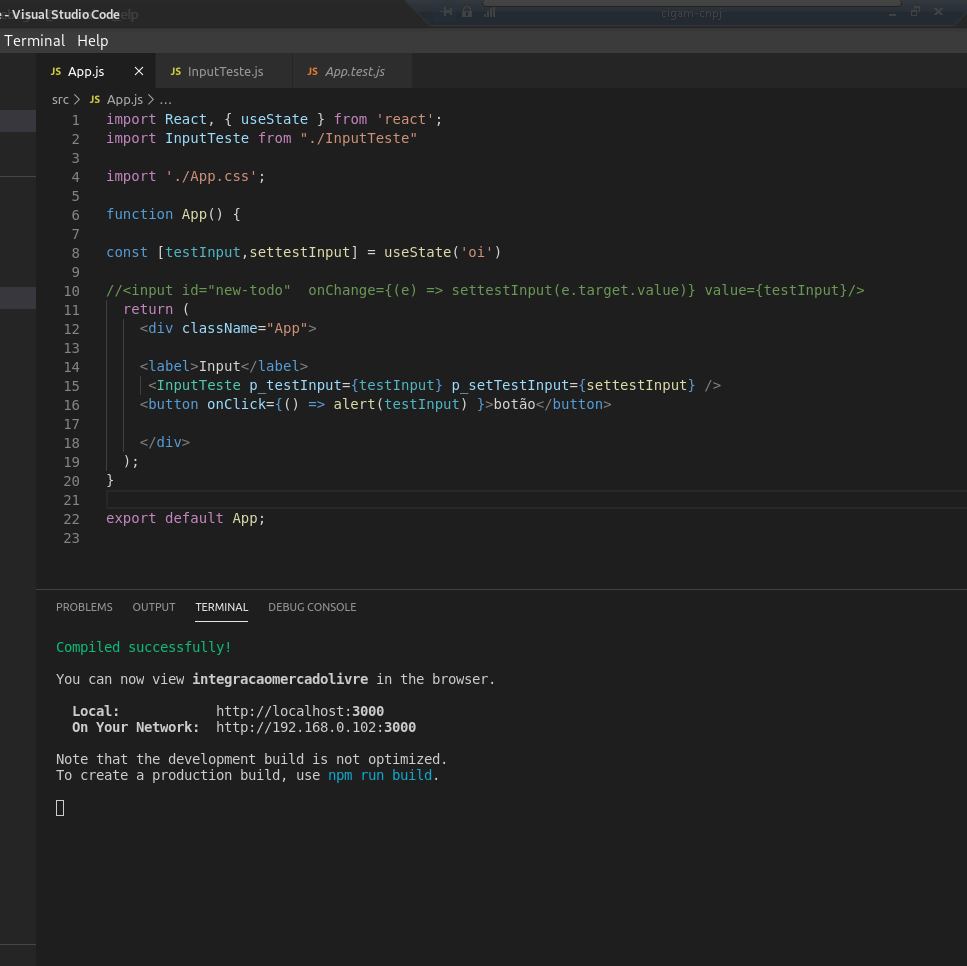 - Visual Studio Code
cigam-cnpj
Terminal Help
JS App.js × JS InputTeste.js JS App.test.js
src > JS App.js > ...
1 import React, { useState } from 'react';
2 import InputTeste from "./InputTeste"
3
4 import './App.css';
5
6 function App() {
7
8 const [testInput,settestInput] = useState('oi')
9
10 //<input id="new-todo"  onChange={(e) => settestInput(e.target.value)} value={testInput}/>
11   return (
12     <div className="App">
13
14     <label>Input</label>
15      <InputTeste p_testInput={testInput} p_setTestInput={settestInput} />
16     <button onClick={() => alert(testInput) }>botão</button>
17
18     </div>
19   );
20 }
21
22 export default App;
23
PROBLEMS OUTPUT TERMINAL DEBUG CONSOLE
Compiled successfully!
You can now view integracaomercadolivre in the browser.
Local: http://localhost:3000
On Your Network: http://192.168.0.102:3000
Note that the development build is not optimized.
To create a production build, use npm run build.